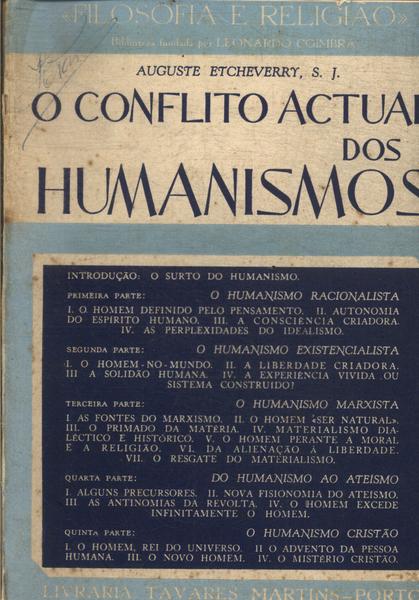 «FILOSOFIA E RELIGIÃO»
Biblioteca fundada por LEONARDO COIMBRA
AUGUSTE ETCHEVERRY, S. J.
O CONFLITO ACTUAL
DOS
HUMANISMOS
INTRODUÇÃO: O SURTO DO HUMANISMO.
PRIMEIRA PARTE: O HUMANISMO RACIONALISTA
I. O HOMEM DEFINIDO PELO PENSAMENTO. II. AUTONOMIA
DO ESPÍRITO HUMANO. III. A CONSCIÊNCIA CRIADORA.
IV. AS PERPLEXIDADES DO IDEALISMO.
SEGUNDA PARTE: O HUMANISMO EXISTENCIALISTA
I. O HOMEM-NO-MUNDO. II. A LIBERDADE CRIADORA.
III A SOLIDÃO HUMANA. IV. A EXPERIÊNCIA VIVIDA OU
SISTEMA CONSTRUIDO?
TERCEIRA PARTE: O HUMANISMO MARXISTA
I AS FONTES DO MARXISMO. II. O HOMEM «SER NATURAL».
III. O PRIMADO DA MATÉRIA. IV. MATERIALISMO DIA-
LÉCTICO E HISTÓRICO. V. O HOMEM PERANTE A MORAL
E A RELIGIÃO. VI. DA ALIENAÇÃO À LIBERDADE.
VII. O RESGATE DO MATERIALISMO.
QUARTA PARTE: DO HUMANISMO AO ATEISMO
I. ALGUNS PRECURSORES. II. NOVA FISIONOMIA DO ATEISMO.
III AS ANTINOMIAS DA REVOLTA. IV. O HOMEM EXCEDE
INFINITAMENTE O HOMEM.
QUINTA PARTE: O HUMANISMO CRISTÃO
I. O HOMEM, REI DO UNIVERSO. II O ADVENTO DA PESSOA
HUMANA. III. O NOVO HOMEM. IV. O MISTÉRIO CRISTÃO.
LIVRARIA TAVARES MARTINS-PORTO